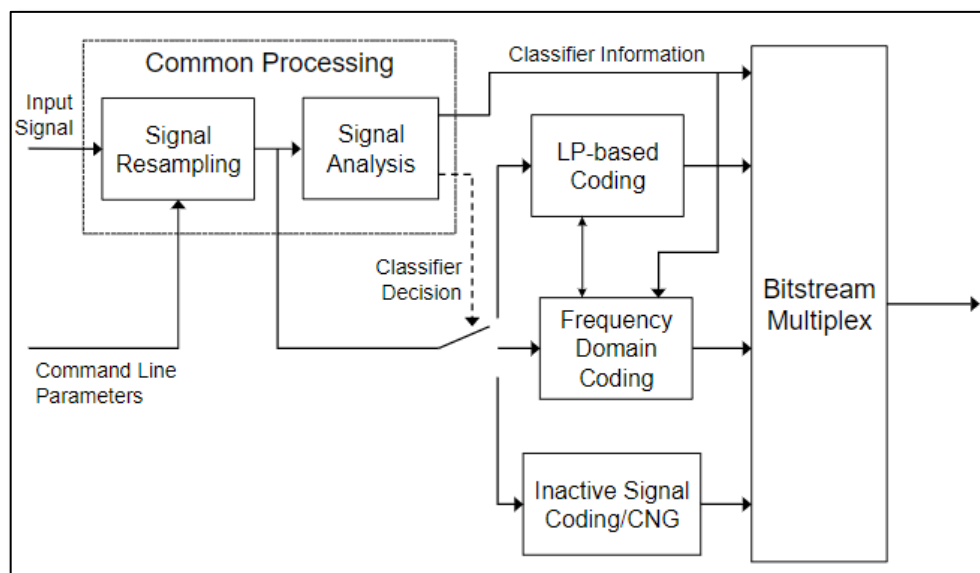 Common Processing
Classifier Information
Input
Signal
Signal
Resampling
Signal
Analysis
LP-based
Coding
Classifier
Decision
Frequency
Domain
Coding
Bitstream
Multiplex
Command Line
Parameters
Inactive Signal
Coding/CNG